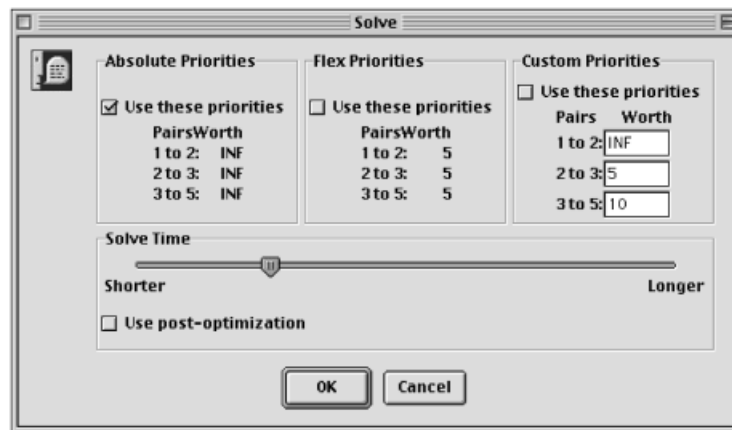 Solve
Absolute Priorities
Use these priorities
PairsWorth
1 to 2: INF
2 to 3: INF
3 to 5: INF
Flex Priorities
Use these priorities
PairsWorth
1 to 2: 5
2 to 3: 5
3 to 5: 5
Custom Priorities
Use these priorities
Pairs Worth
1 to 2: INF
2 to 3: 5
3 to 5: 10
Solve Time
Shorter Longer
Use post-optimization
OK Cancel